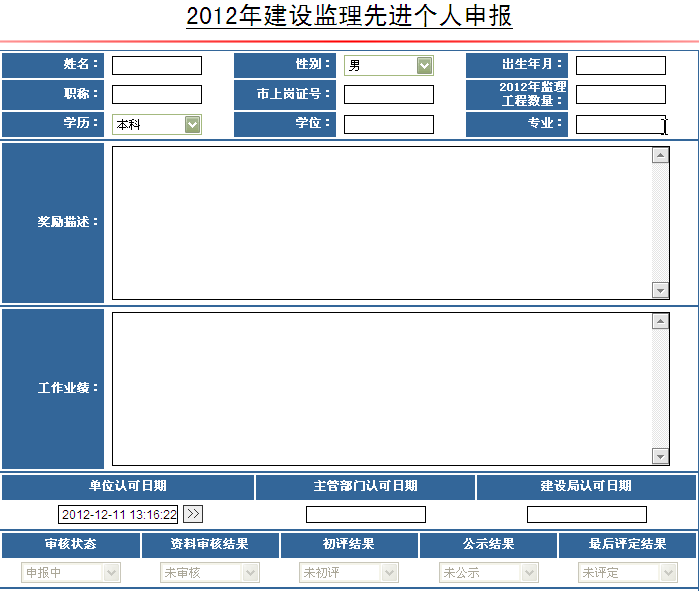 2012年建设监理先进个人申报
姓名： 性别： 男 出生年月：
职称： 市上岗证号： 2012年监理
工程数量：
学历： 本科 学位： 专业：
奖励描述：
工作业绩：
单位认可日期 主管部门认可日期 建设局认可日期
2012-12-11 13:16:22 >>
审核状态 资料审核结果 初评结果 公示结果 最后评定结果
申报中 未审核 未初评 未公示 未评定